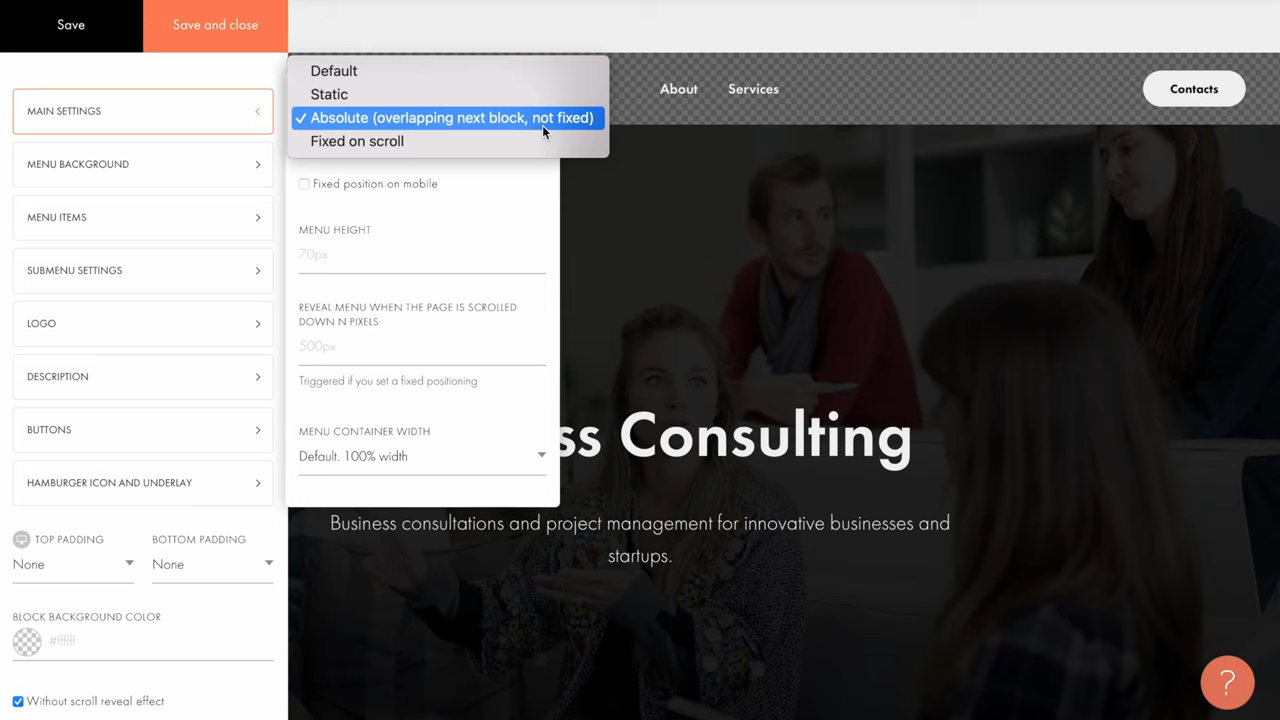 Save
Save and close
Default
Static
✓ Absolute (overlapping next block, not fixed)
Fixed on scroll
About
Services
Contacts
MAIN SETTINGS
MENU BACKGROUND
MENU ITEMS
SUBMENU SETTINGS
LOGO
DESCRIPTION
BUTTONS
HAMBURGER ICON AND UNDERLAY
TOP PADDING
BOTTOM PADDING
None
None
BLOCK BACKGROUND COLOR
#ffffff
Without scroll reveal effect
Fixed position on mobile
MENU HEIGHT
70px
REVEAL MENU WHEN THE PAGE IS SCROLLED
DOWN N PIXELS
500px
Triggered if you set a fixed positioning
MENU CONTAINER WIDTH
Default. 100% width
ss Consulting
Business consultations and project management for innovative businesses and
startups.
?